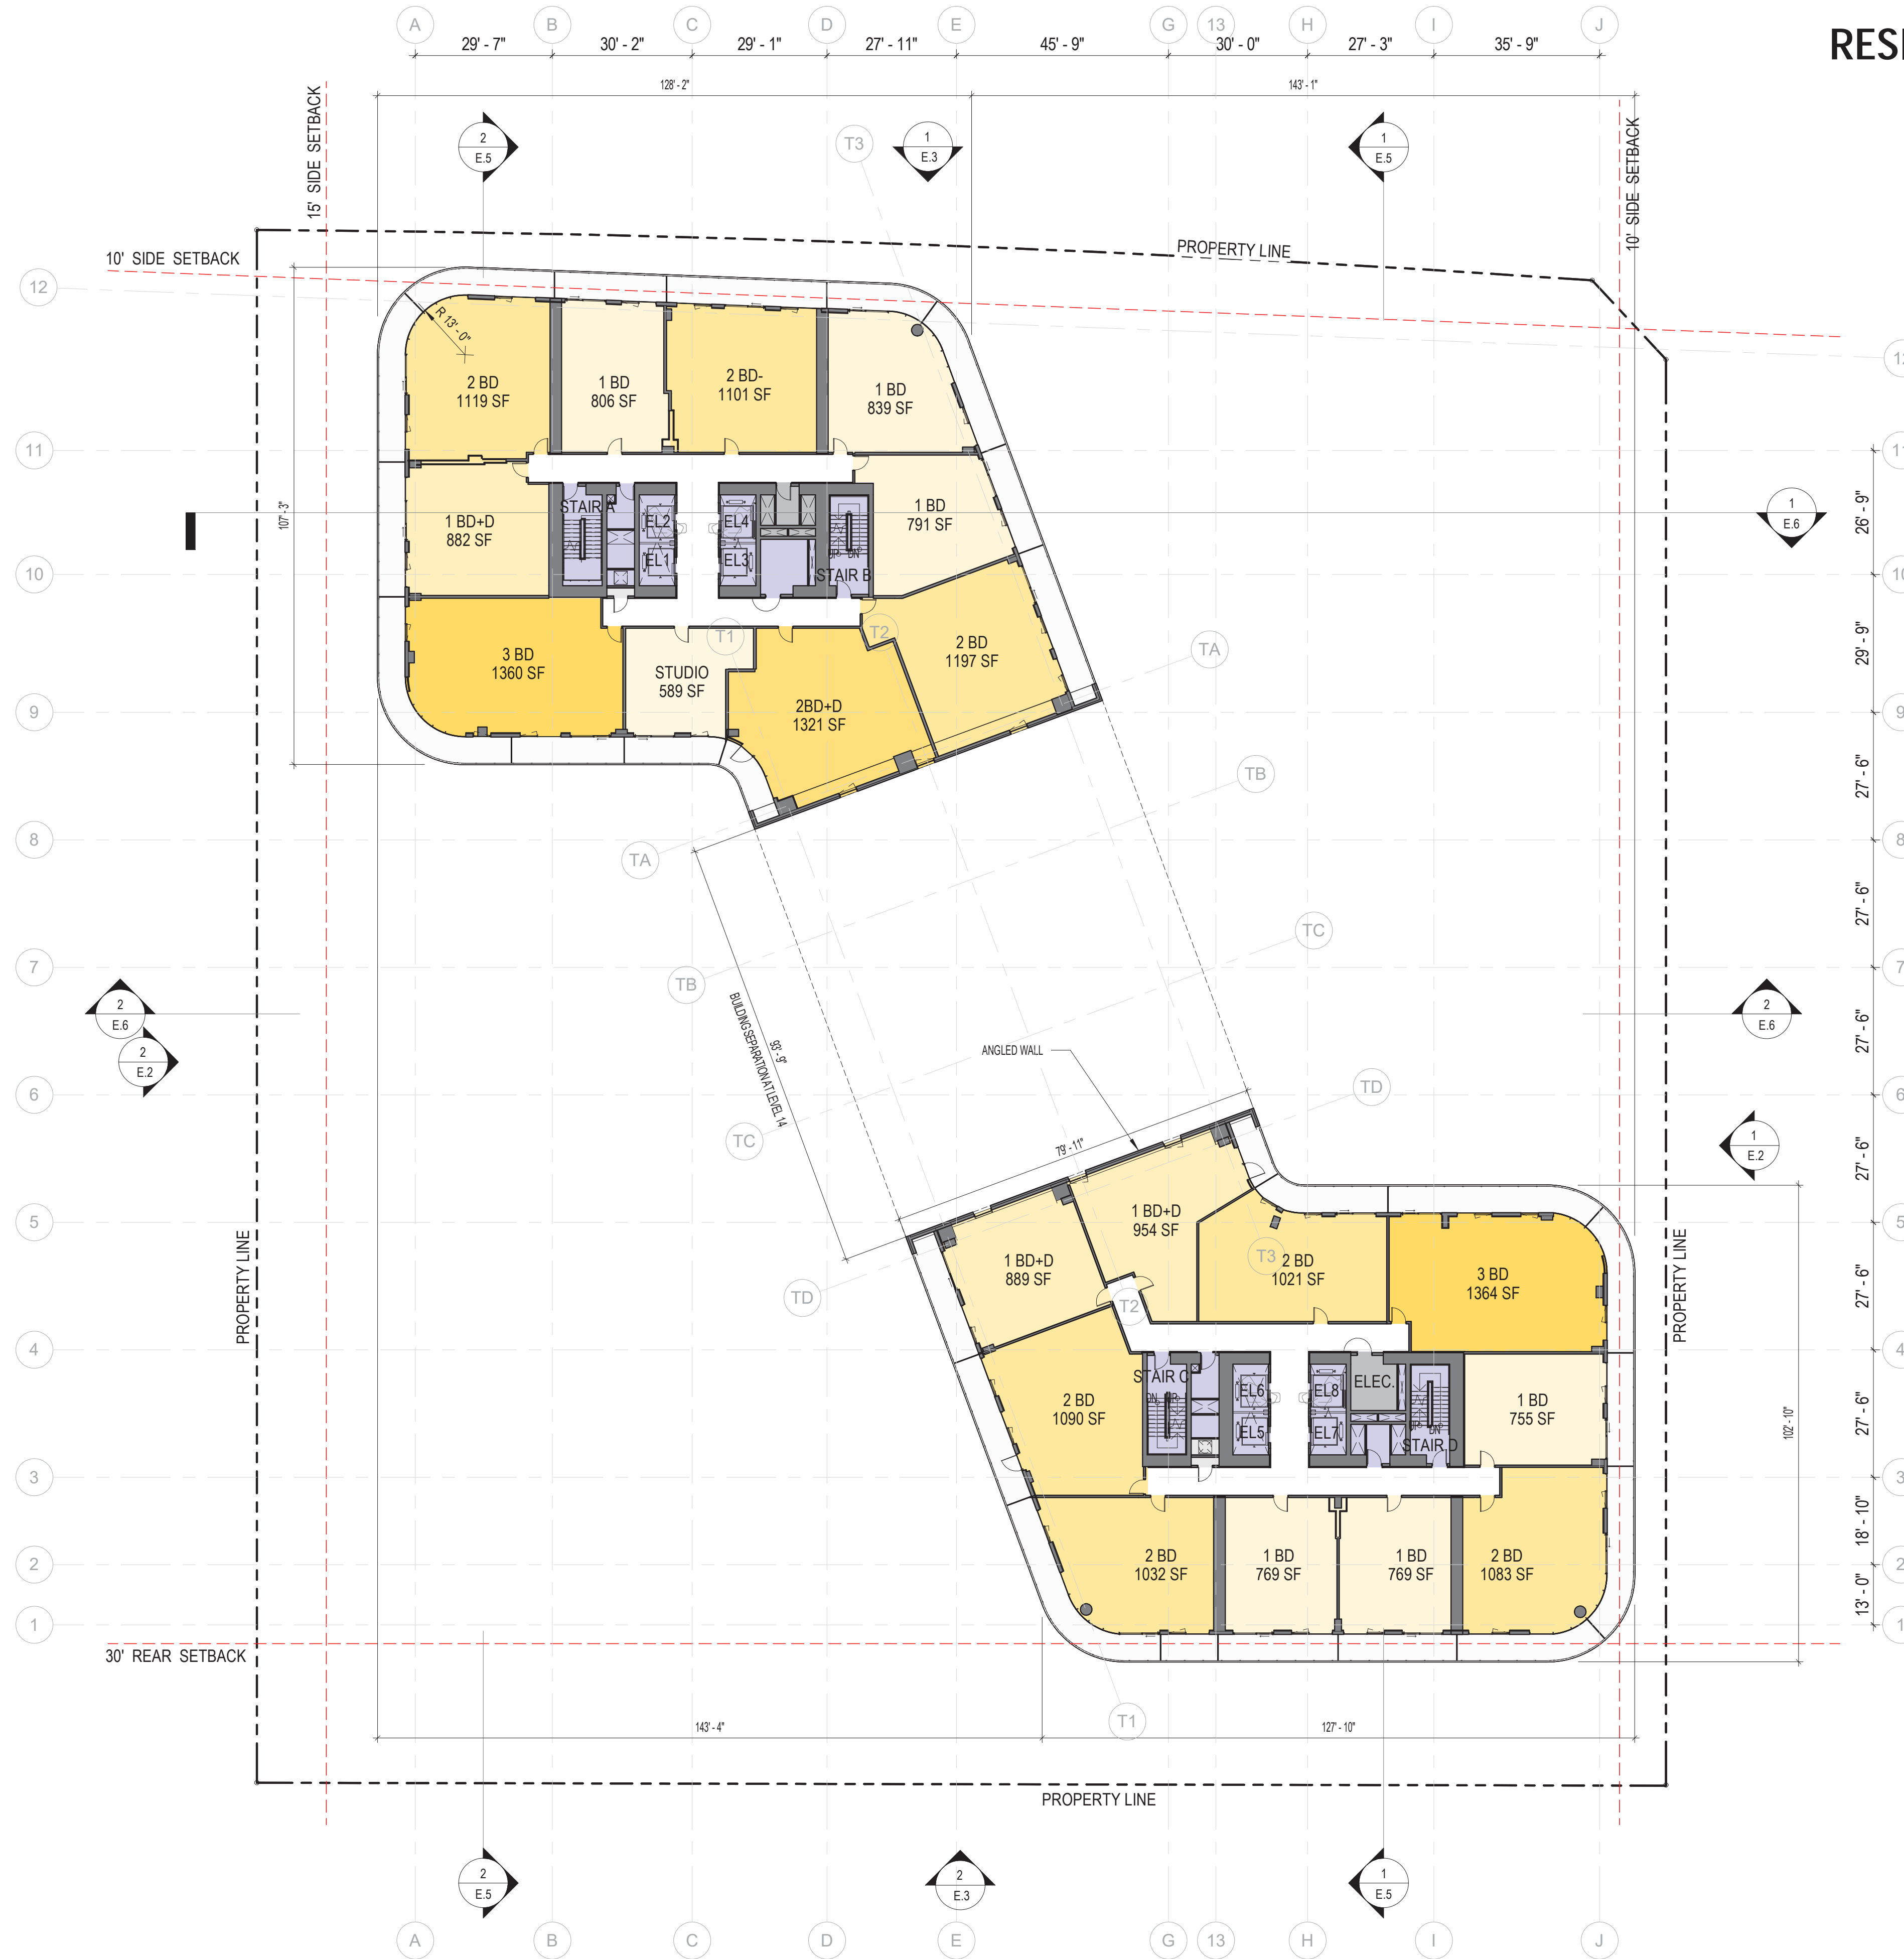 A B C D E G 13 H I J
RESI
29' - 7" 30' - 2" 29' - 1" 27' - 11" 45' - 9" 30' - 0" 27' - 3" 35' - 9"
128' - 2" 143' - 1"
15' SIDE SETBACK
10' SIDE SETBACK
2
E.5
T3
1
E.3
1
E.5
PROPERTY LINE
10' SIDE SETBACK
12
R 13' - 0"
2 BD
1119 SF
1 BD
806 SF
2 BD-
1101 SF
1 BD
839 SF
11
26' - 9"
107' - 3"
1 BD+D
882 SF
STAIR A
EL2
EL4
EL1
EL3
UP DN
STAIR B
1 BD
791 SF
1
E.6
10
29' - 9"
3 BD
1360 SF
STUDIO
589 SF
T1
T2
2BD+D
1321 SF
2 BD
1197 SF
TA
9
27' - 6"
TB
8
TA
27' - 6"
TC
7
TB
2
E.6
2
E.2
BUILDING SEPARATION AT LEVEL 14
93' - 9"
ANGLED WALL
27' - 6"
2
E.6
6
TD
TC
79' - 11"
27' - 6"
1
E.2
5
1 BD+D
889 SF
1 BD+D
954 SF
T3
2 BD
1021 SF
3 BD
1364 SF
27' - 6"
PROPERTY LINE
PROPERTY LINE
TD
T2
4
2 BD
1090 SF
STAIR C
DN UP
EL6
EL8
EL5
EL7
ELEC.
UP DN
STAIR D
1 BD
755 SF
27' - 6"
102' - 10"
3
18' - 10"
2
2 BD
1032 SF
1 BD
769 SF
1 BD
769 SF
2 BD
1083 SF
13' - 0"
1
30' REAR SETBACK
T1
143' - 4" 127' - 10"
PROPERTY LINE
2
E.5
2
E.3
1
E.5
A B C D E G 13 H I J